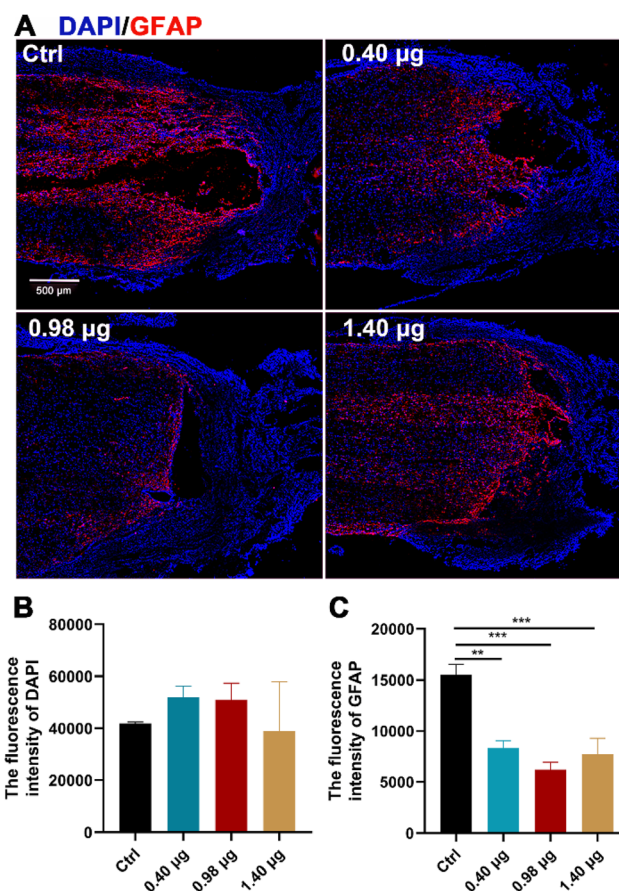 A DAPI/GFAP
Ctrl
0.40 µg
500 µm
0.98 µg
1.40 µg
B
The fluorescence
intensity of DAPI
80000
60000
40000
20000
0
Ctrl
0.40 µg
0.98 µg
1.40 µg
C
The fluorescence
intensity of GFAP
20000
15000
10000
5000
0
***
***
**
Ctrl
0.40 µg
0.98 µg
1.40 µg